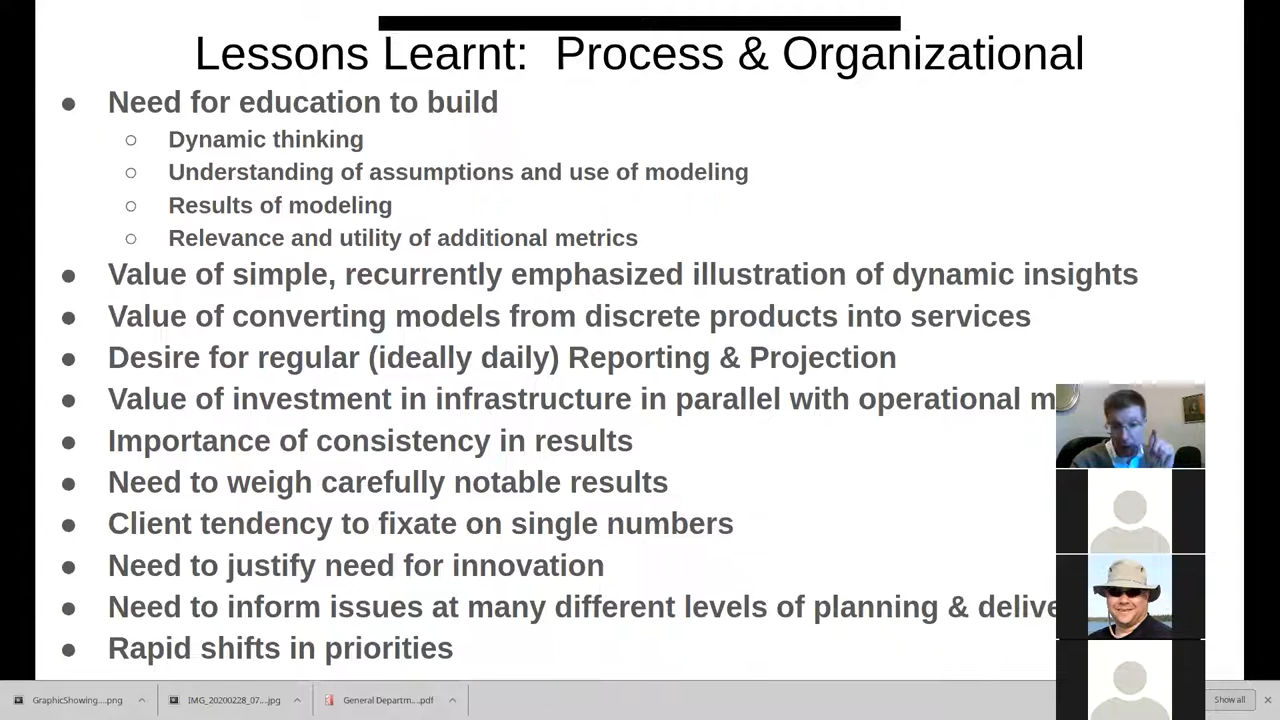 Lessons Learnt: Process & Organizational
● Need for education to build
○ Dynamic thinking
○ Understanding of assumptions and use of modeling
○ Results of modeling
○ Relevance and utility of additional metrics
● Value of simple, recurrently emphasized illustration of dynamic insights
● Value of converting models from discrete products into services
● Desire for regular (ideally daily) Reporting & Projection
● Value of investment in infrastructure in parallel with operational m
● Importance of consistency in results
● Need to weigh carefully notable results
● Client tendency to fixate on single numbers
● Need to justify need for innovation
● Need to inform issues at many different levels of planning & delive
● Rapid shifts in priorities
GraphicShowing....png IMG_20200228_07...jpg General Departm...pdf Show all